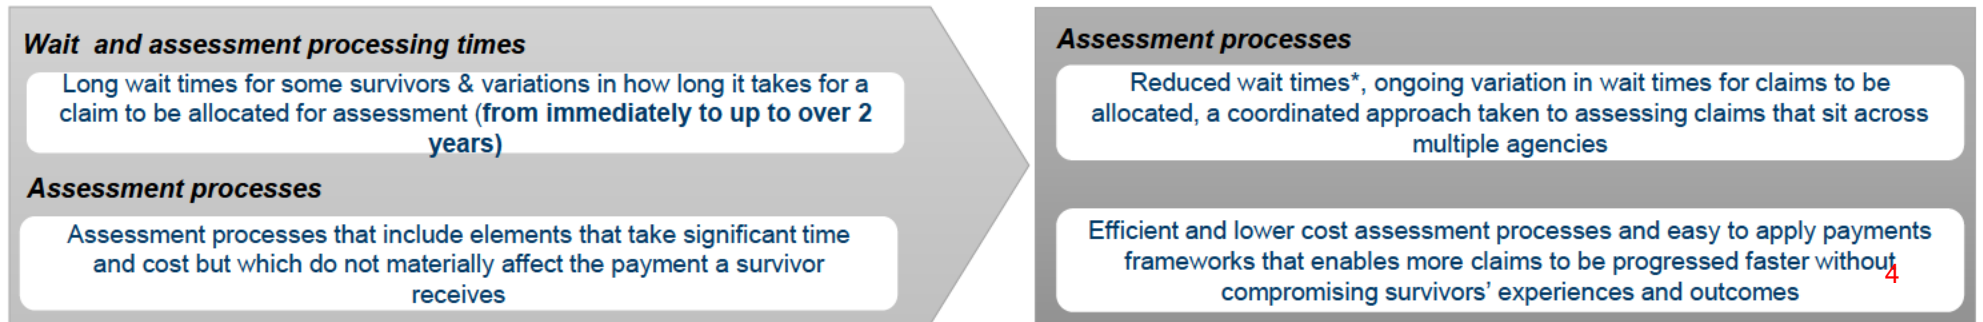 Wait and assessment processing times
Long wait times for some survivors & variations in how long it takes for a
claim to be allocated for assessment (from immediately to up to over 2
years)
Assessment processes
Assessment processes that include elements that take significant time
and cost but which do not materially affect the payment a survivor
receives
Assessment processes
Reduced wait times*, ongoing variation in wait times for claims to be
allocated, a coordinated approach taken to assessing claims that sit across
multiple agencies
Efficient and lower cost assessment processes and easy to apply payments
frameworks that enables more claims to be progressed faster without
compromising survivors’ experiences and outcomes
4